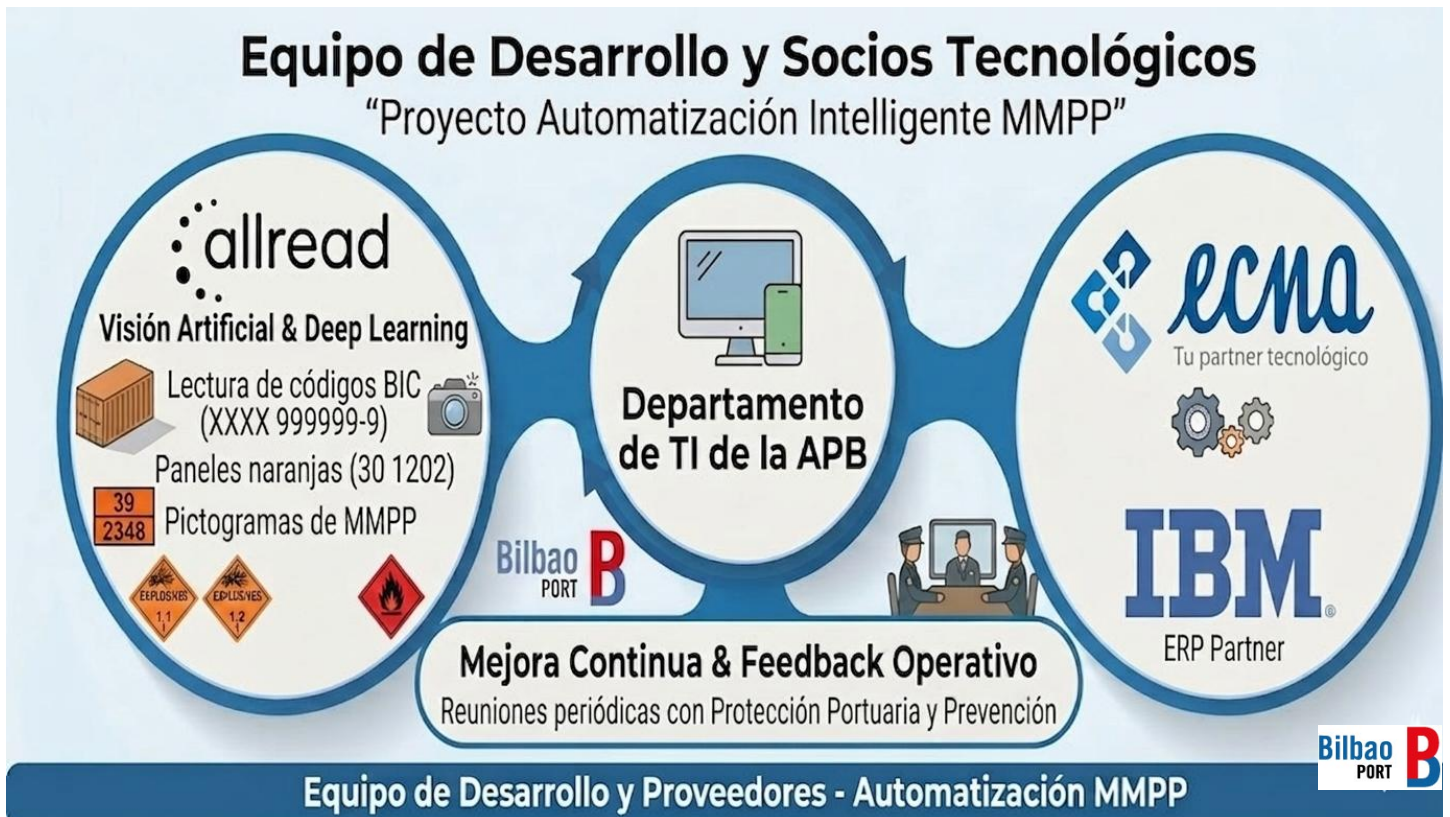 Equipo de Desarrollo y Socios Tecnológicos
“Proyecto Automatización Intelligente MMPP”
allread
Visión Artificial & Deep Learning
Lectura de códigos BIC
(XXXX 999999-9)
Paneles naranjas (30 1202)
39
2348
Pictogramas de MMPP
1.1
1
1.2
1
Departamento
de TI de la APB
ecna
Tu partner tecnológico
IBM®
ERP Partner
Bilbao
PORT
B
Mejora Continua & Feedback Operativo
Reuniones periódicas con Protección Portuaria y Prevención
Bilbao
PORT
B
Equipo de Desarrollo y Proveedores - Automatización MMPP